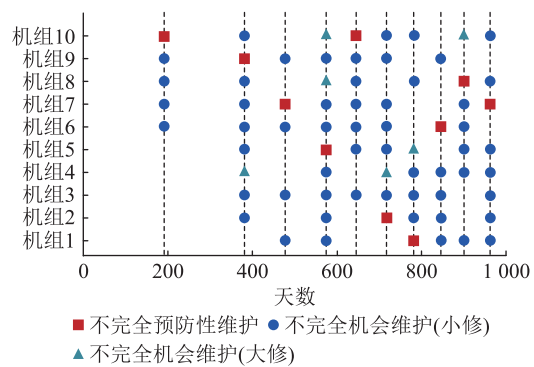 机组10
机组9
机组8
机组7
机组6
机组5
机组4
机组3
机组2
机组1
0 200 400 600 800 1 000
天数
不完全预防性维护 不完全机会维护(小修)
不完全机会维护(大修)